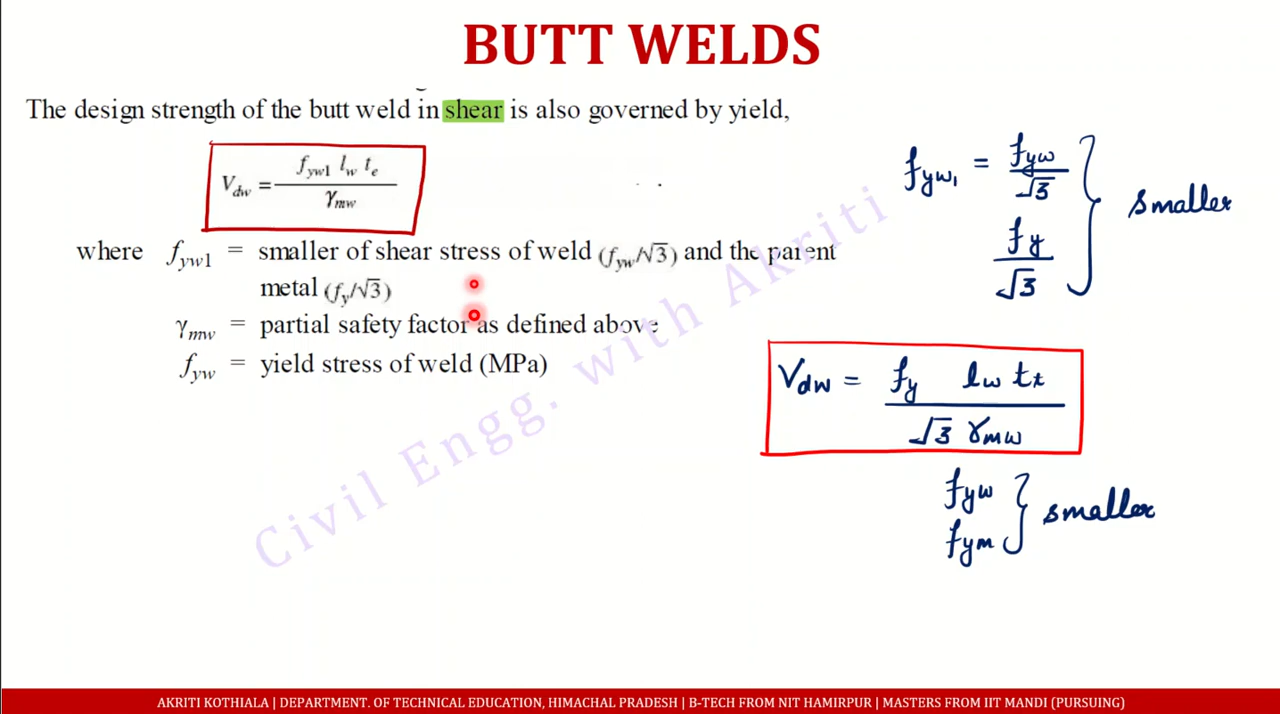 BUTT WELDS
The design strength of the butt weld in shear is also governed by yield,
V_dw = f_yw1 l_w t_e / γ_mw
where f_yw1 = smaller of shear stress of weld (f_yw/√3) and the parent
metal (f_y/√3)
γ_mw = partial safety factor as defined above
f_yw = yield stress of weld (MPa)
f_yw1 = f_yw / √3
f_y / √3
smaller
V_dw = f_y l_w t_t / √3 γ_mw
f_yw
f_ym
smaller
Civil Engg. with Akriti
AKRITI KOTHIALA | DEPARTMENT. OF TECHNICAL EDUCATION, HIMACHAL PRADESH | B-TECH FROM NIT HAMIRPUR | MASTERS FROM IIT MANDI (PURSUING)